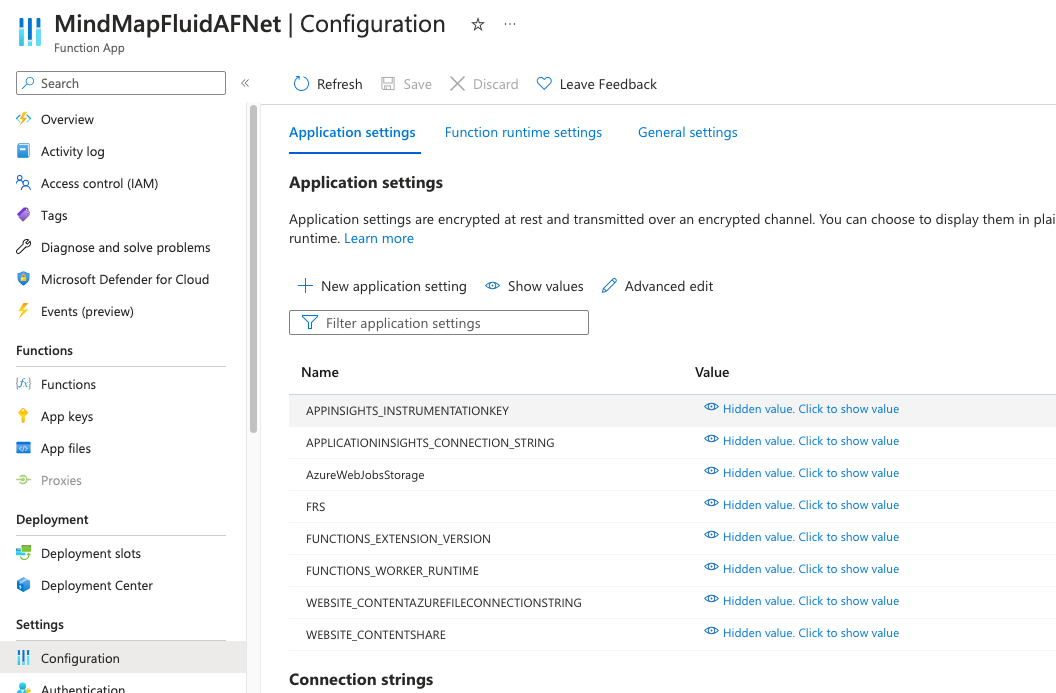 MindMapFluidAFNet | Configuration
Function App
Search
Refresh Save Discard Leave Feedback
Overview
Activity log
Access control (IAM)
Tags
Diagnose and solve problems
Microsoft Defender for Cloud
Events (preview)
Functions
Functions
App keys
App files
Proxies
Deployment
Deployment slots
Deployment Center
Settings
Configuration
Authentication
Application settings Function runtime settings General settings
Application settings
Application settings are encrypted at rest and transmitted over an encrypted channel. You can choose to display them in plai
runtime. Learn more
New application setting Show values Advanced edit
Filter application settings
Name Value
APPINSIGHTS_INSTRUMENTATIONKEY Hidden value. Click to show value
APPLICATIONINSIGHTS_CONNECTION_STRING Hidden value. Click to show value
AzureWebJobsStorage Hidden value. Click to show value
FRS Hidden value. Click to show value
FUNCTIONS_EXTENSION_VERSION Hidden value. Click to show value
FUNCTIONS_WORKER_RUNTIME Hidden value. Click to show value
WEBSITE_CONTENTAZUREFILECONNECTIONSTRING Hidden value. Click to show value
WEBSITE_CONTENTSHARE Hidden value. Click to show value
Connection strings